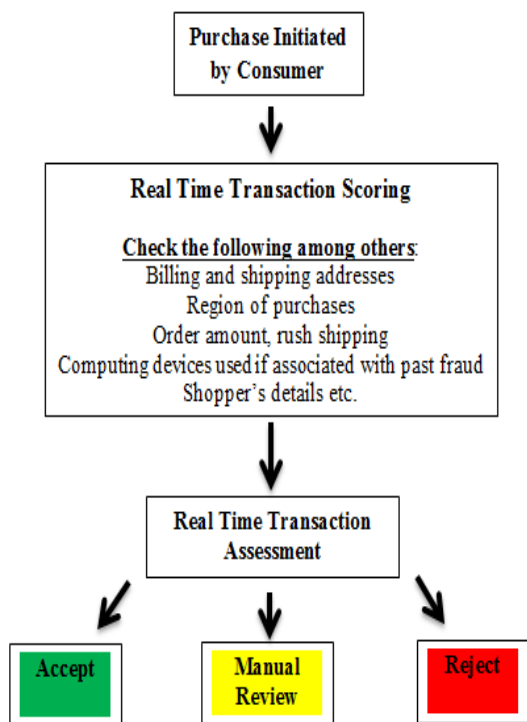 Purchase Initiated
by Consumer
Real Time Transaction Scoring
Check the following among others:
Billing and shipping addresses
Region of purchases
Order amount, rush shipping
Computing devices used if associated with past fraud
Shopper's details etc.
Real Time Transaction
Assessment
Accept
Manual
Review
Reject